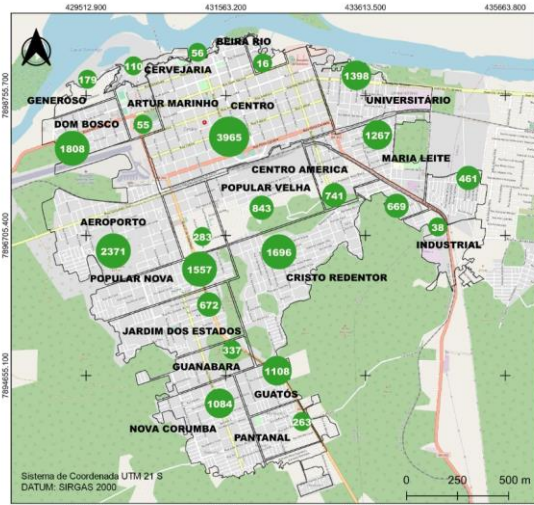 429512.900 431563.200 433613.500 435663.800
7898755.700
7896705.400
7894655.100
BEIRA RIO
56
110
CERVEJARIA
16
179
1398
GENEROSO
ARTUR MARINHO CENTRO
UNIVERSITÁRIO
DOM BOSCO
55
1808
3965
1267
MARIA LEITE
CENTRO AMERICA
POPULAR VELHA
461
741
843
669
AEROPORTO
283
38
INDUSTRIAL
2371
1696
POPULAR NOVA
1557
CRISTO REDENTOR
672
JARDIM DOS ESTADOS
337
GUANABARA
1108
GUATÓS
1084
NOVA CORUMBA
263
PANTANAL
Sistema de Coordenada UTM 21 S
DATUM: SIRGAS 2000
0 250 500 m